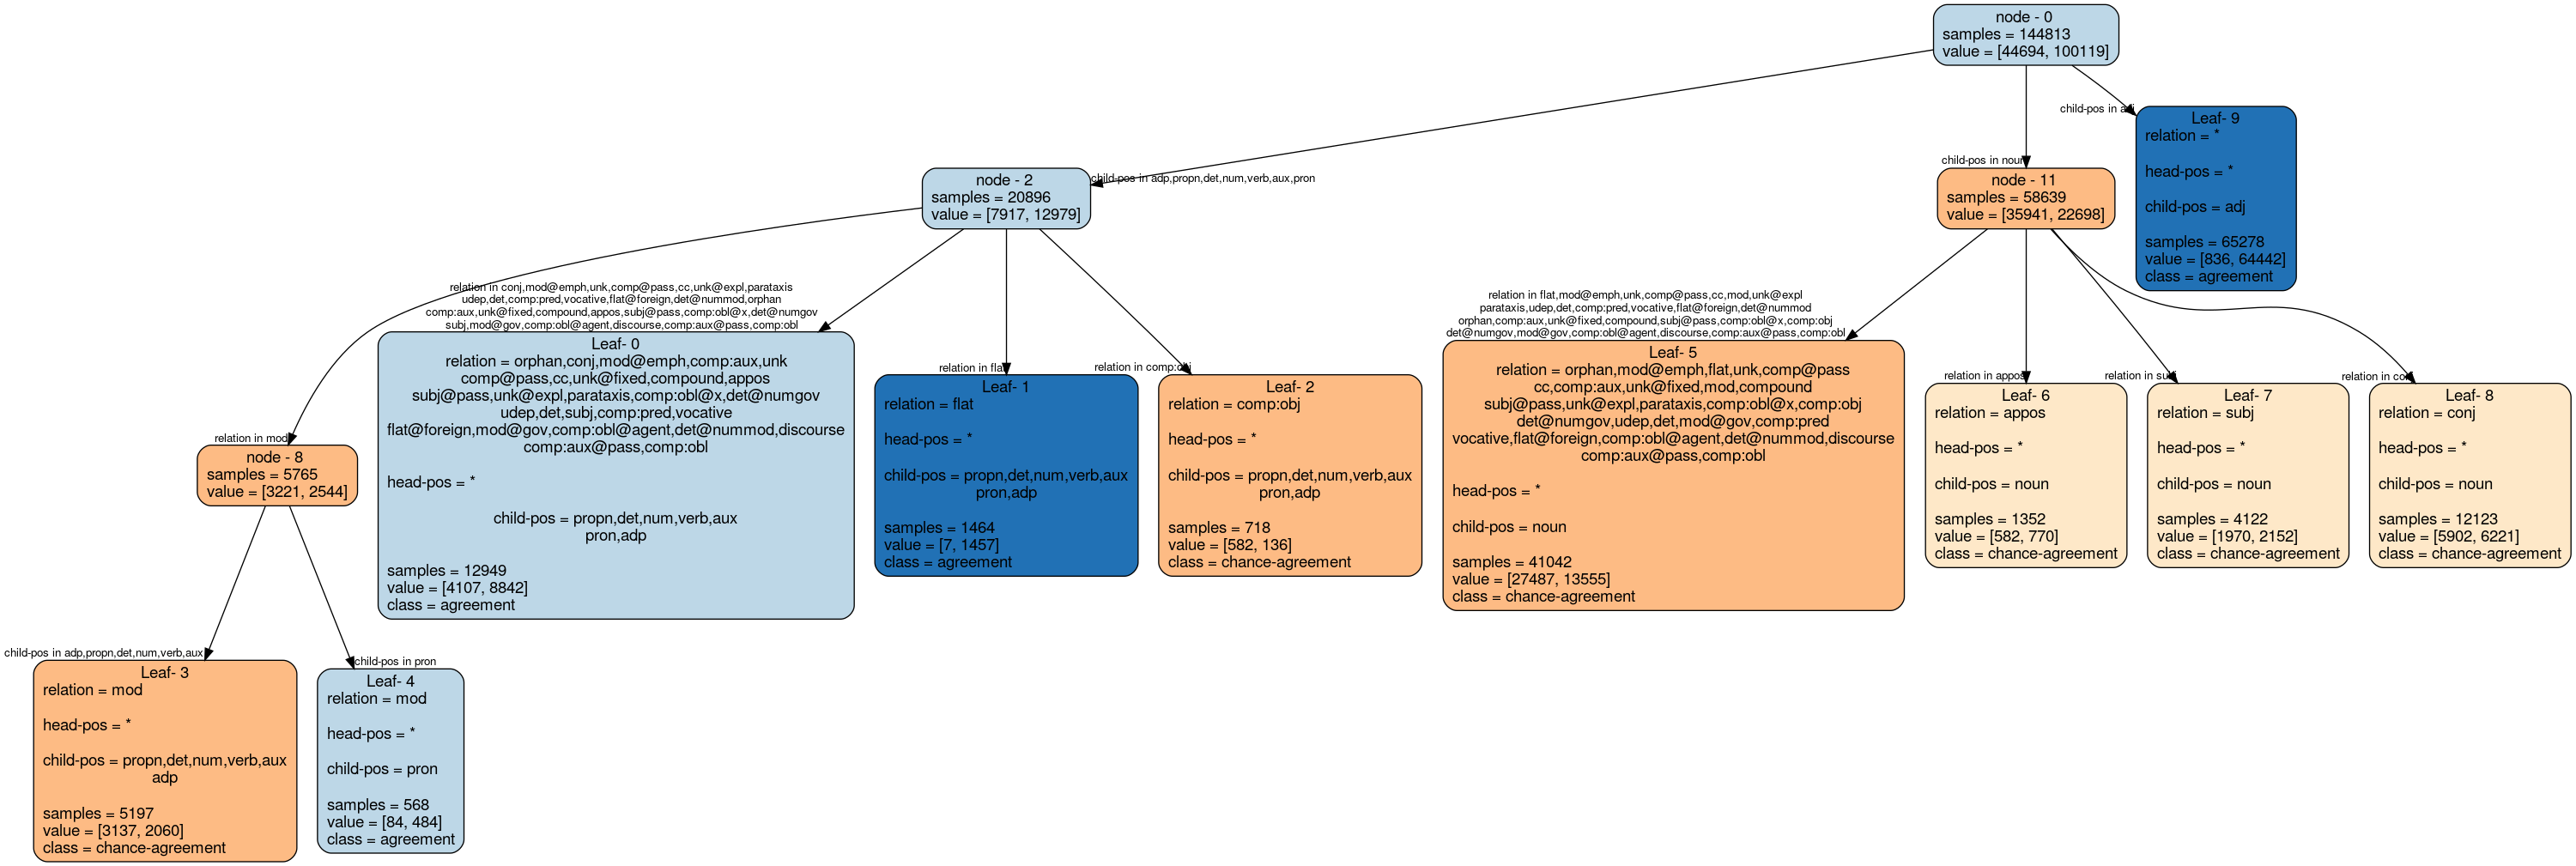 node - 0
samples = 144813
value = [44694, 100119]
child-pos in adj
Leaf- 9
relation = *
head-pos = *
child-pos = adj
samples = 65278
value = [836, 64442]
class = agreement
child-pos in adp,propn,det,num,verb,aux,pron
node - 2
samples = 20896
value = [7917, 12979]
child-pos in noun
node - 11
samples = 58639
value = [35941, 22698]
relation in conj,mod@emph,unk,comp@pass,cc,unk@expl,parataxis
udep,det,comp:pred,vocative,flat@foreign,det@nummod,orphan
comp:aux,unk@fixed,compound,appos,subj@pass,comp:obl@x,det@numgov
subj,mod@gov,comp:obl@agent,discourse,comp:aux@pass,comp:obl
Leaf- 0
relation = orphan,conj,mod@emph,comp:aux,unk
comp@pass,cc,unk@fixed,compound,appos
subj@pass,unk@expl,parataxis,comp:obl@x,det@numgov
udep,det,subj,comp:pred,vocative
flat@foreign,mod@gov,comp:obl@agent,det@nummod,discourse
comp:aux@pass,comp:obl
head-pos = *
child-pos = propn,det,num,verb,aux
pron,adp
samples = 12949
value = [4107, 8842]
class = agreement
relation in flat
Leaf- 1
relation = flat
head-pos = *
child-pos = propn,det,num,verb,aux
pron,adp
samples = 1464
value = [7, 1457]
class = agreement
relation in comp:obj
Leaf- 2
relation = comp:obj
head-pos = *
child-pos = propn,det,num,verb,aux
pron,adp
samples = 718
value = [582, 136]
class = chance-agreement
relation in flat,mod@emph,unk,comp@pass,cc,mod,unk@expl
parataxis,udep,det,comp:pred,vocative,flat@foreign,det@nummod
orphan,comp:aux,unk@fixed,compound,subj@pass,comp:obl@x,comp:obj
det@numgov,mod@gov,comp:obl@agent,discourse,comp:aux@pass,comp:obl
Leaf- 5
relation = orphan,mod@emph,flat,unk,comp@pass
cc,comp:aux,unk@fixed,mod,compound
subj@pass,unk@expl,parataxis,comp:obl@x,comp:obj
det@numgov,udep,det,mod@gov,comp:pred
vocative,flat@foreign,comp:obl@agent,det@nummod,discourse
comp:aux@pass,comp:obl
head-pos = *
child-pos = noun
samples = 41042
value = [27487, 13555]
class = chance-agreement
relation in appos
Leaf- 6
relation = appos
head-pos = *
child-pos = noun
samples = 1352
value = [582, 770]
class = chance-agreement
relation in subj
Leaf- 7
relation = subj
head-pos = *
child-pos = noun
samples = 4122
value = [1970, 2152]
class = chance-agreement
relation in conj
Leaf- 8
relation = conj
head-pos = *
child-pos = noun
samples = 12123
value = [5902, 6221]
class = chance-agreement
relation in mod
node - 8
samples = 5765
value = [3221, 2544]
child-pos in adp,propn,det,num,verb,aux
Leaf- 3
relation = mod
head-pos = *
child-pos = propn,det,num,verb,aux
adp
samples = 5197
value = [3137, 2060]
class = chance-agreement
child-pos in pron
Leaf- 4
relation = mod
head-pos = *
child-pos = pron
samples = 568
value = [84, 484]
class = agreement